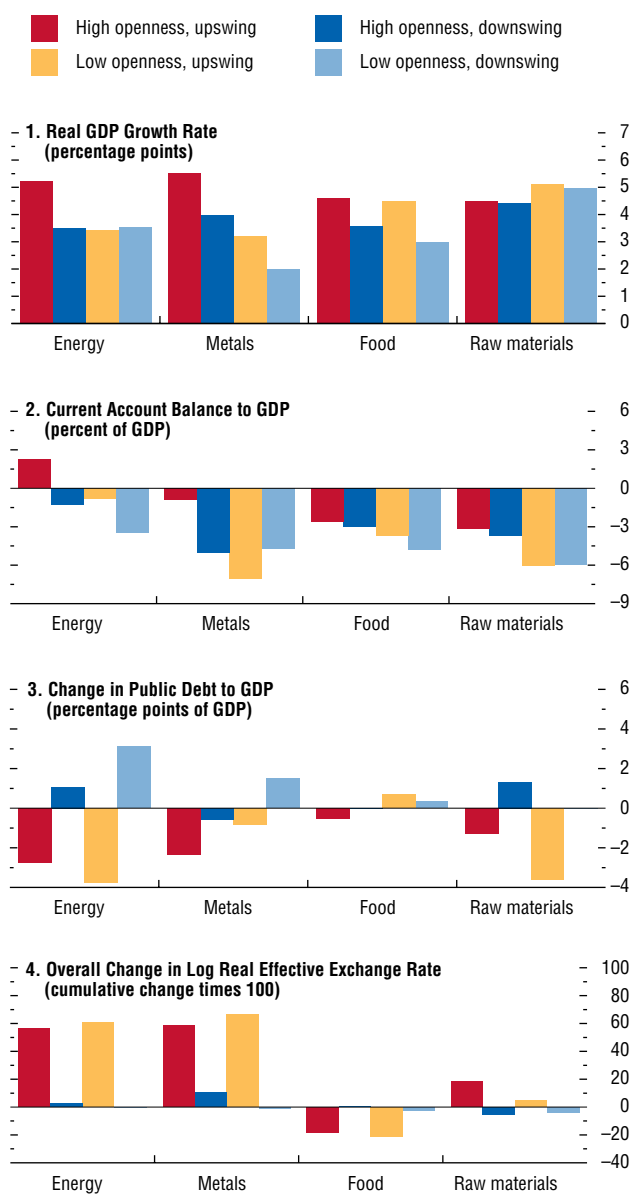 High openness, upswing
High openness, downswing
Low openness, upswing
Low openness, downswing
1. Real GDP Growth Rate
(percentage points)
7
6
5
4
3
2
1
0
Energy Metals Food Raw materials
2. Current Account Balance to GDP
(percent of GDP)
6
3
0
–3
–6
–9
Energy Metals Food Raw materials
3. Change in Public Debt to GDP
(percentage points of GDP)
6
4
2
0
–2
–4
Energy Metals Food Raw materials
4. Overall Change in Log Real Effective Exchange Rate
(cumulative change times 100)
100
80
60
40
20
0
–20
–40
Energy Metals Food Raw materials